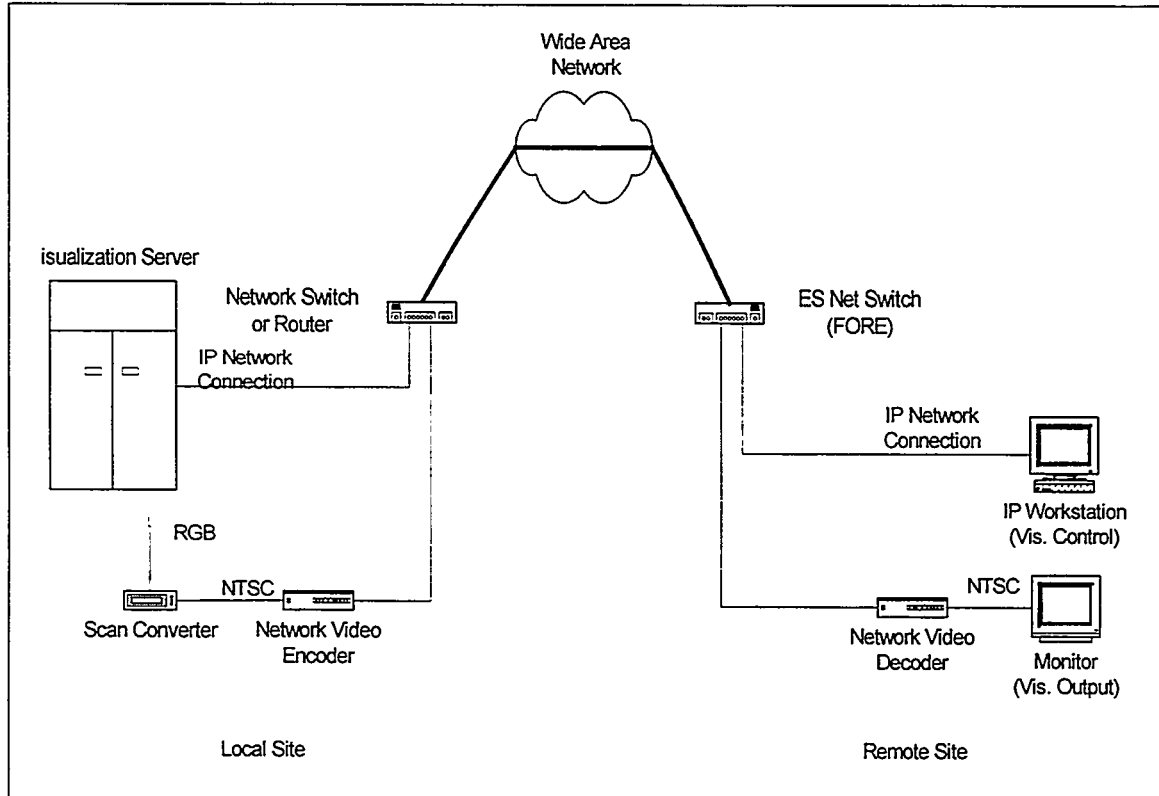 Wide Area
Network
isualization Server
Network Switch
or Router
ES Net Switch
(FORE)
IP Network
Connection
IP Network
Connection
IP Workstation
(Vis. Control)
RGB
NTSC
NTSC
Scan Converter
Network Video
Encoder
Network Video
Decoder
Monitor
(Vis. Output)
Local Site
Remote Site